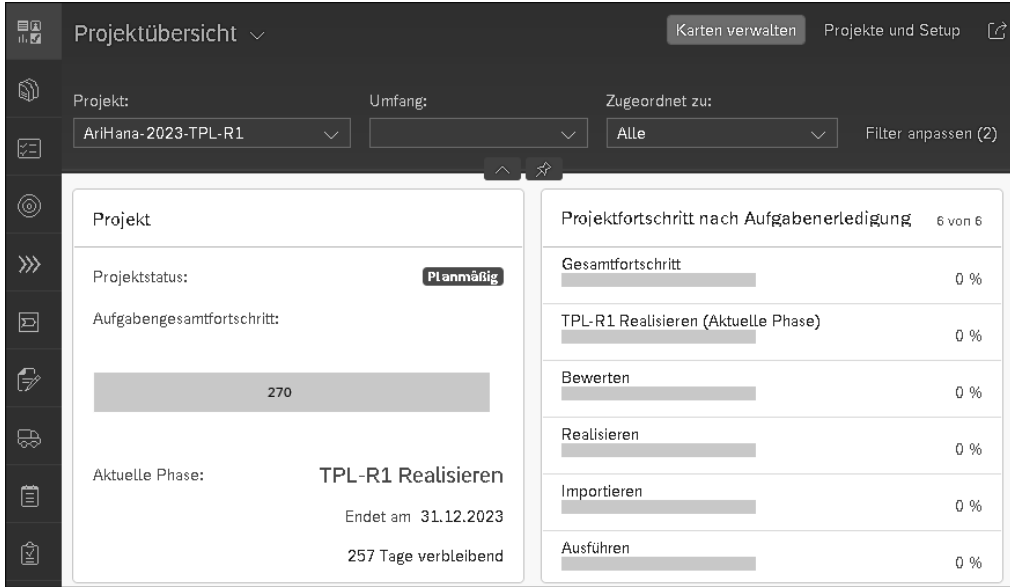 Projektübersicht
Karten verwalten
Projekte und Setup
Projekt:
Umfang:
Zugeordnet zu:
AriHana-2023-TPL-R1
Alle
Filter anpassen (2)
Projekt
Projektstatus:
Planmäßig
Aufgabengesamtfortschritt:
270
Aktuelle Phase:
TPL-R1 Realisieren
Endet am 31.12.2023
257 Tage verbleibend
Projektfortschritt nach Aufgabenerledigung
6 von 6
Gesamtfortschritt
0 %
TPL-R1 Realisieren (Aktuelle Phase)
0 %
Bewerten
0 %
Realisieren
0 %
Importieren
0 %
Ausführen
0 %